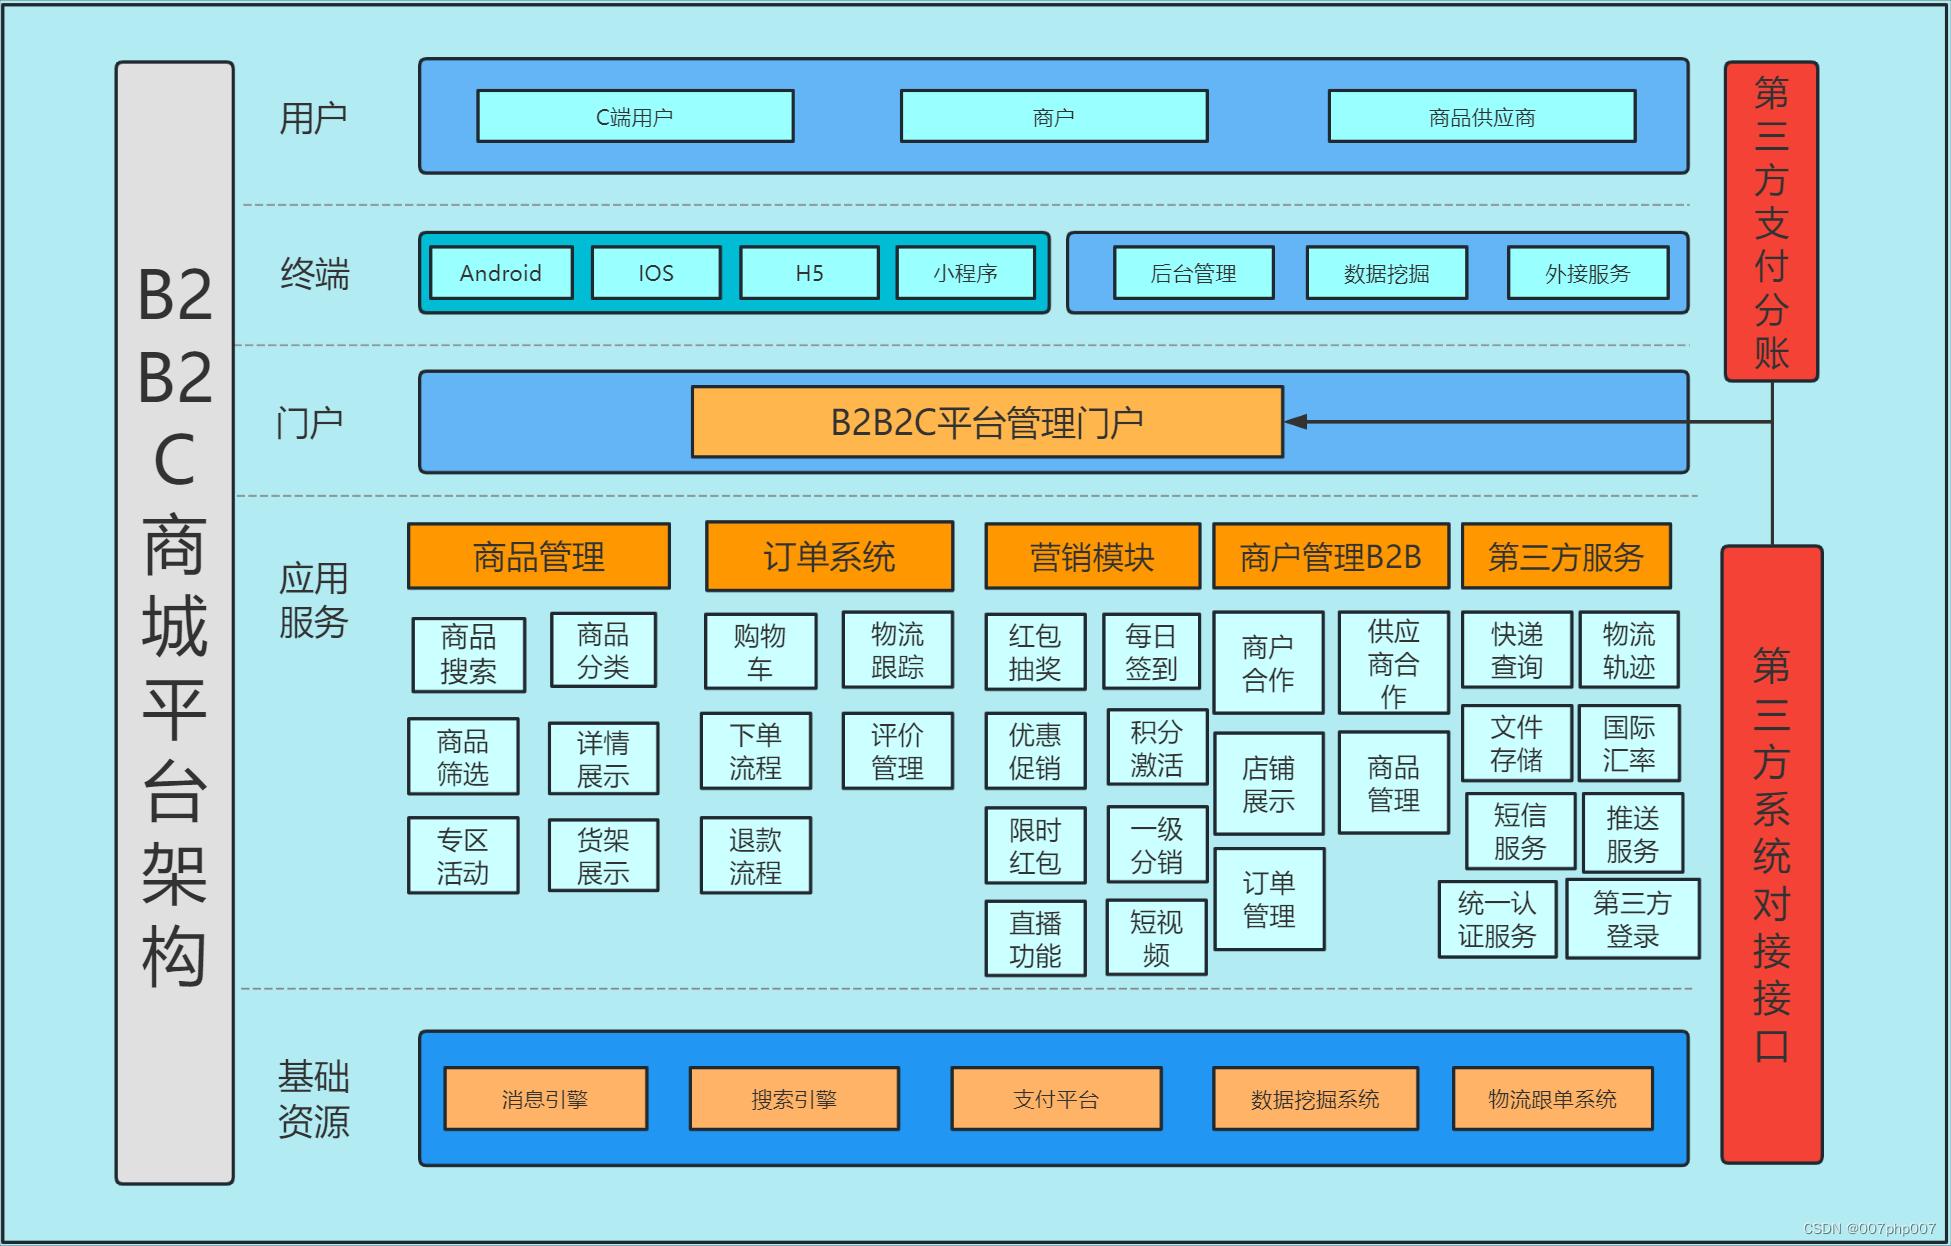 B2
B2
C
商
城
平
台
架
构
用户
C端用户
商户
商品供应商
终端
Android
IOS
H5
小程序
后台管理
数据挖掘
外接服务
门户
B2B2C平台管理门户
应用
服务
商品管理
商品
搜索
商品
分类
商品
筛选
详情
展示
专区
活动
货架
展示
订单系统
购物
车
物流
跟踪
下单
流程
评价
管理
退款
流程
营销模块
红包
抽奖
每日
签到
优惠
促销
积分
激活
限时
红包
一级
分销
直播
功能
短视
频
商户管理B2B
商户
合作
供应
商合
作
店铺
展示
商品
管理
订单
管理
第三方服务
快递
查询
物流
轨迹
文件
存储
国际
汇率
短信
服务
推送
服务
统一认
证服务
第三方
登录
基础
资源
消息引擎
搜索引擎
支付平台
数据挖掘系统
物流跟单系统
第
三
方
支
付
分
账
第
三
方
系
统
对
接
接
口
CSDN @007php007